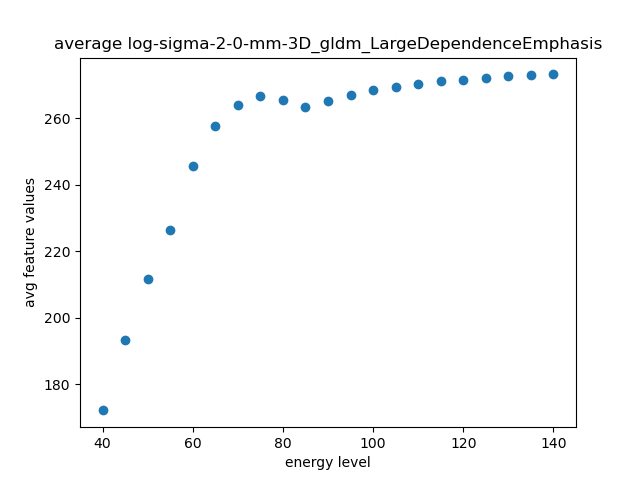 average log-sigma-2-0-mm-3D_gldm_LargeDependenceEmphasis
260
240
220
200
180
avg feature values
40 60 80 100 120 140
energy level